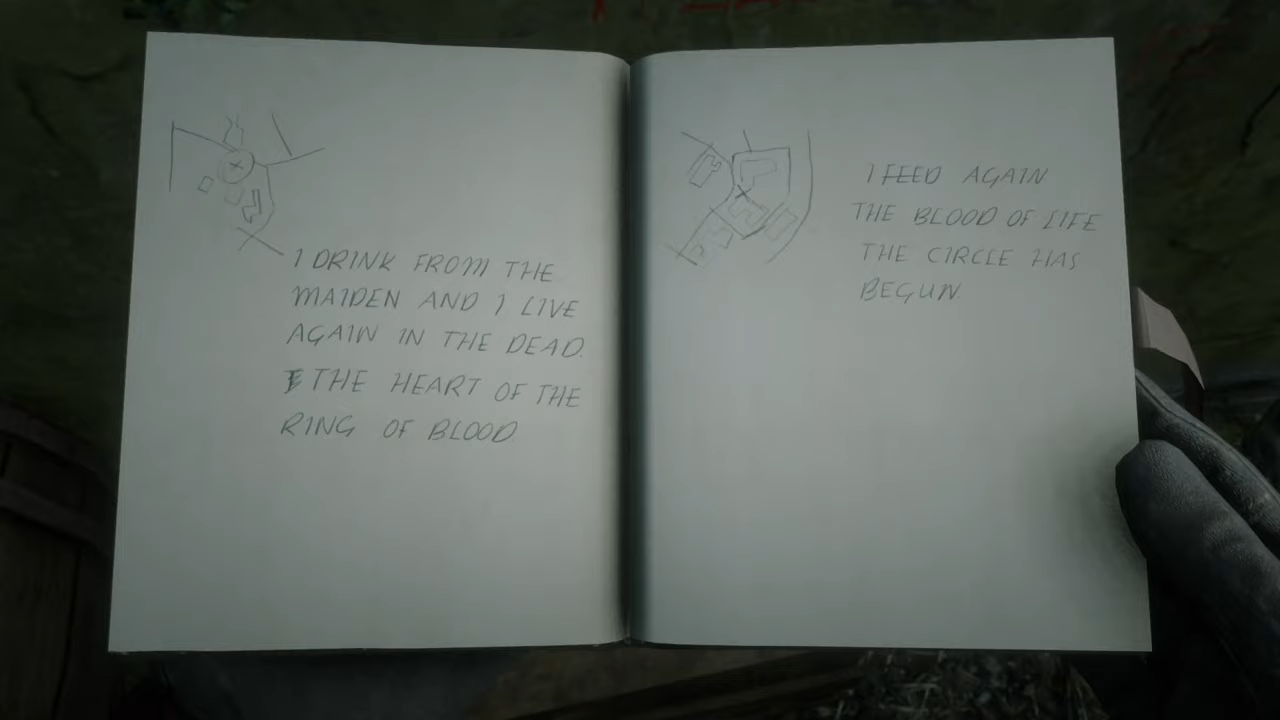 I DRINK FROM THE
MAIDEN AND I LIVE
AGAIN IN THE DEAD.
THE HEART OF THE
RING OF BLOOD
I FEED AGAIN
THE BLOOD OF LIFE
THE CIRCLE HAS
BEGUN.